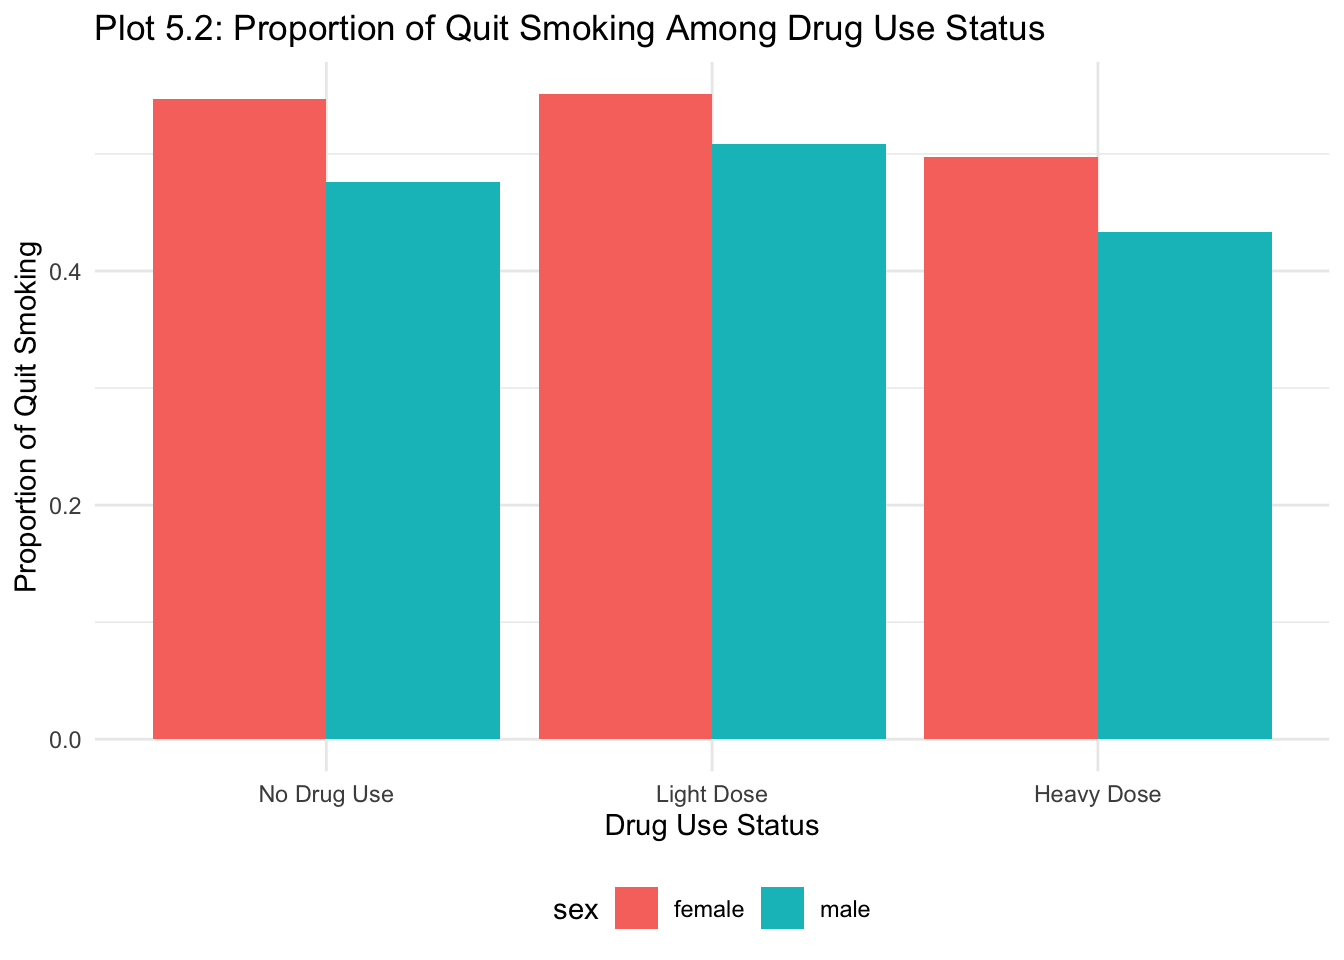 Plot 5.2: Proportion of Quit Smoking Among Drug Use Status
Proportion of Quit Smoking
0.4
0.2
0.0
No Drug Use
Light Dose
Heavy Dose
Drug Use Status
sex
female
male